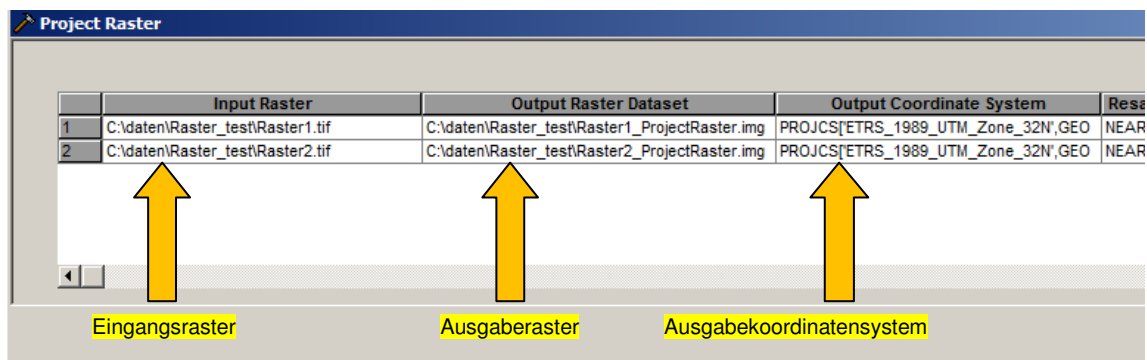 Project Raster
Input Raster Output Raster Dataset Output Coordinate System Resa
1 C:\daten\Raster_test\Raster1.tif C:\daten\Raster_test\Raster1_ProjectRaster.img PROJCS['ETRS_1989_UTM_Zone_32N',GEO NEAR
2 C:\daten\Raster_test\Raster2.tif C:\daten\Raster_test\Raster2_ProjectRaster.img PROJCS['ETRS_1989_UTM_Zone_32N',GEO NEAR
Eingangsraster Ausgaberaster Ausgabekoordinatensystem